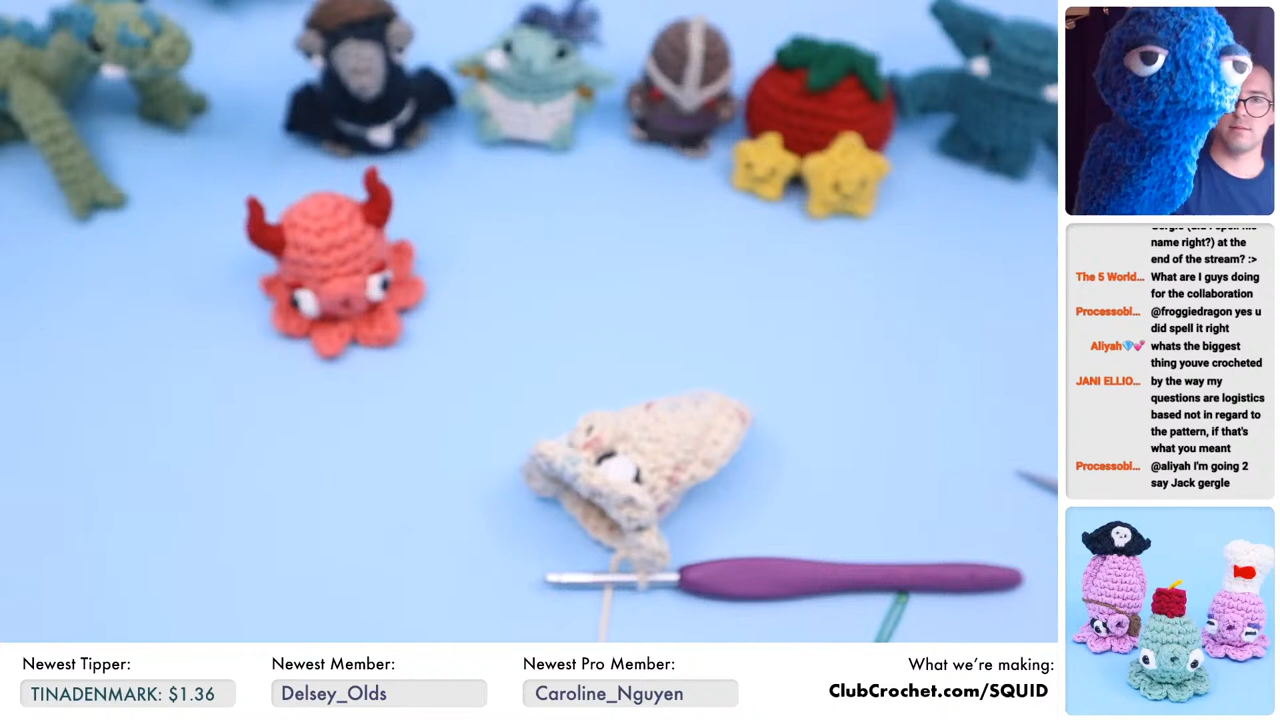 name right?) at the
end of the stream? :>
The 5 World... What are I guys doing
for the collaboration
Processobl... @froggiedragon yes u
did spell it right
Aliyah💎💕 whats the biggest
thing youve crocheted
JANI ELLIO... by the way my
questions are logistics
based not in regard to
the pattern, if that's
what you meant
Processobl... @aliyah I'm going 2
say Jack gergle
Newest Tipper:
TINADENMARK: $1.36
Newest Member:
Delsey_Olds
Newest Pro Member:
Caroline_Nguyen
What we're making:
ClubCrochet.com/SQUID